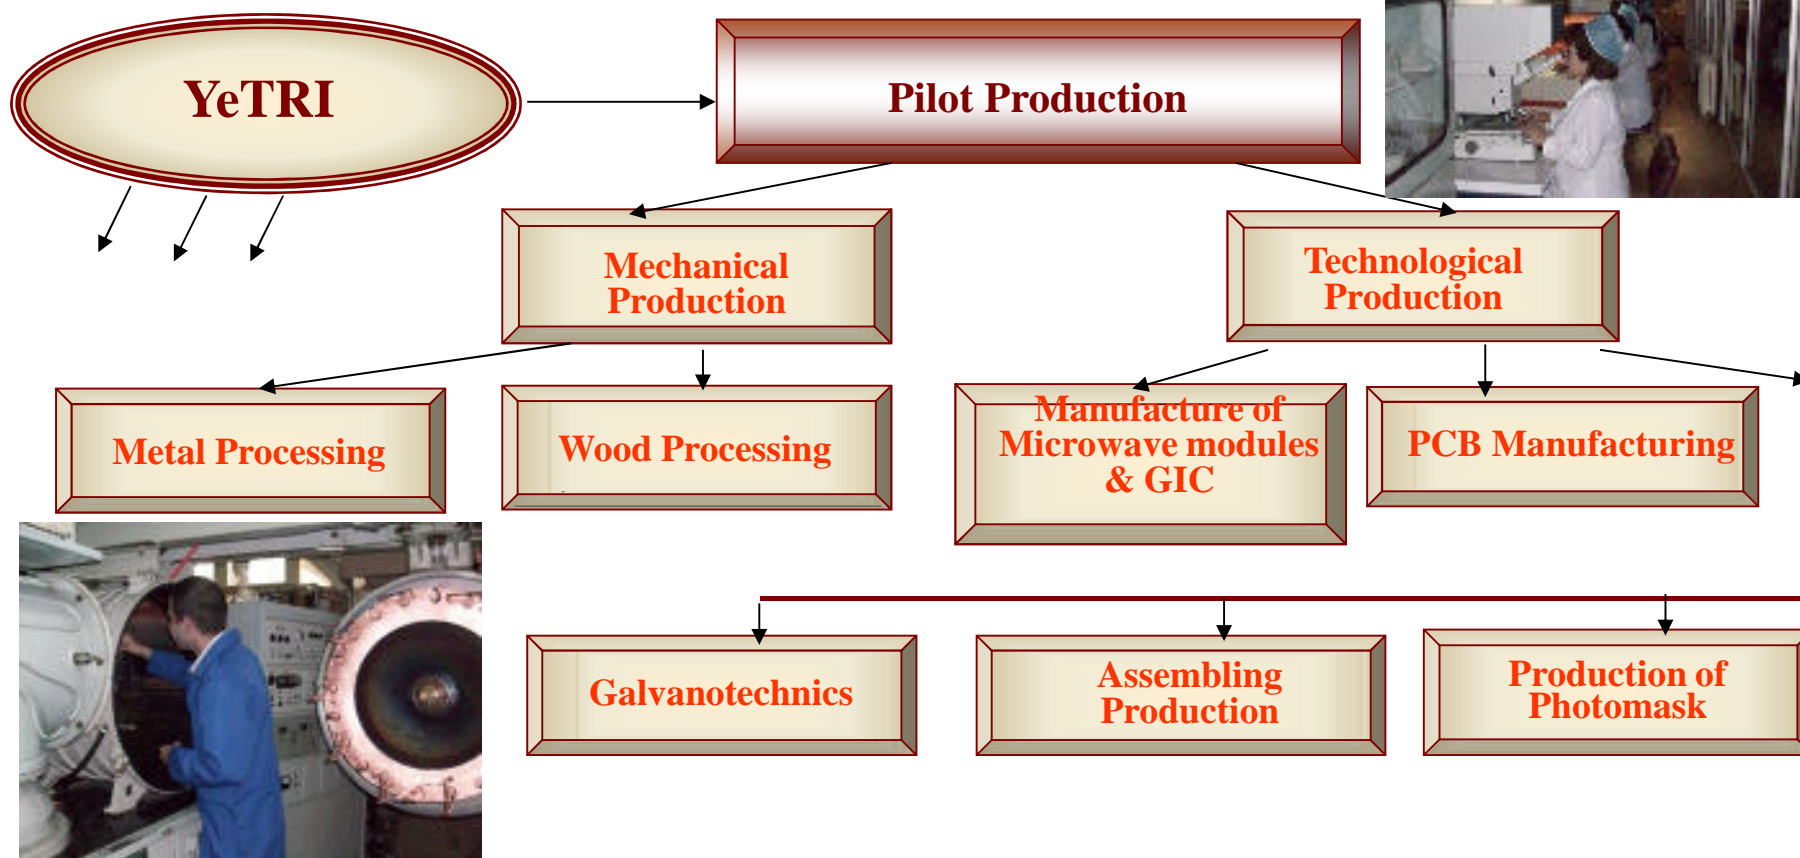 YeTRI
Pilot Production
Mechanical
Production
Technological
Production
Metal Processing
Wood Processing
Manufacture of
Microwave modules
& GIC
PCB Manufacturing
Galvanotechnics
Assembling
Production
Production of
Photomask